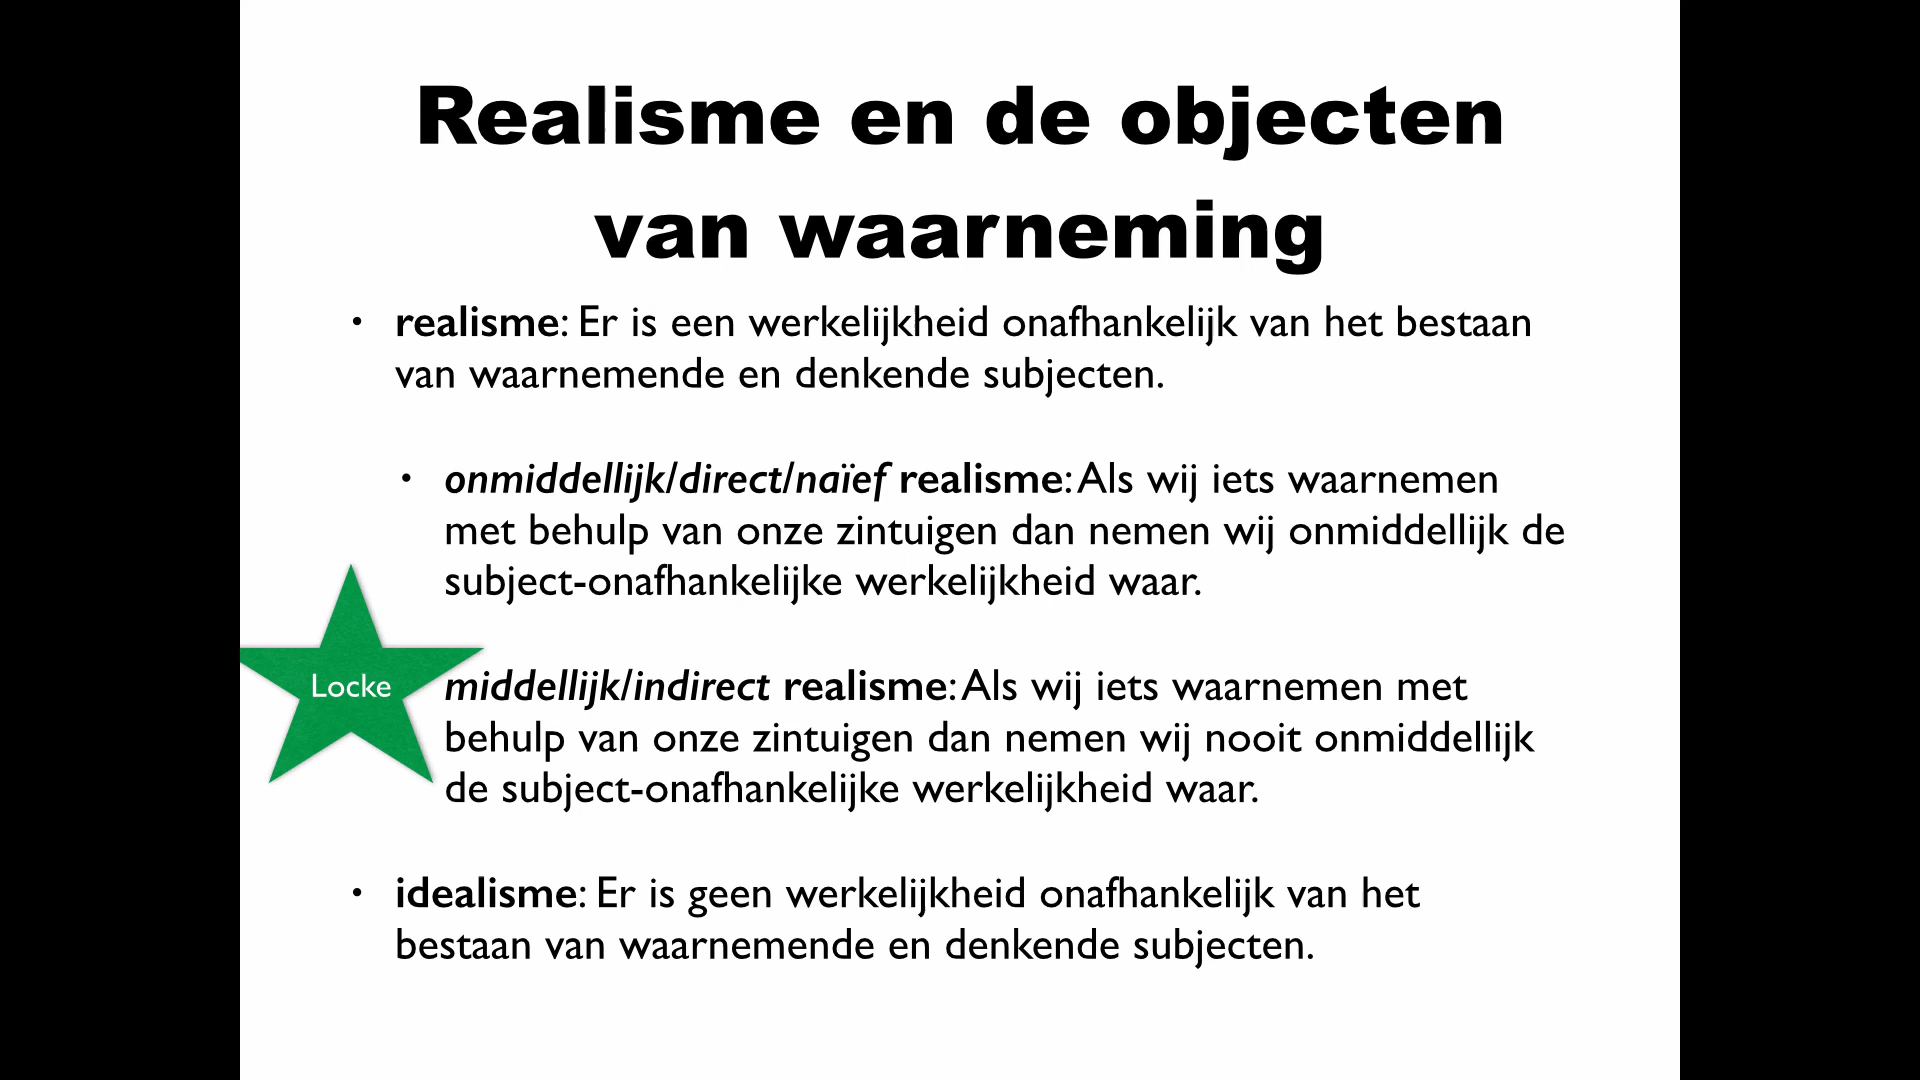 Realisme en de objecten
van waarneming
• realisme: Er is een werkelijkheid onafhankelijk van het bestaan
van waarnemende en denkende subjecten.
• onmiddellijk/direct/naïef realisme: Als wij iets waarnemen
met behulp van onze zintuigen dan nemen wij onmiddellijk de
subject-onafhankelijke werkelijkheid waar.
Locke
middellijk/indirect realisme: Als wij iets waarnemen met
behulp van onze zintuigen dan nemen wij nooit onmiddellijk
de subject-onafhankelijke werkelijkheid waar.
• idealisme: Er is geen werkelijkheid onafhankelijk van het
bestaan van waarnemende en denkende subjecten.